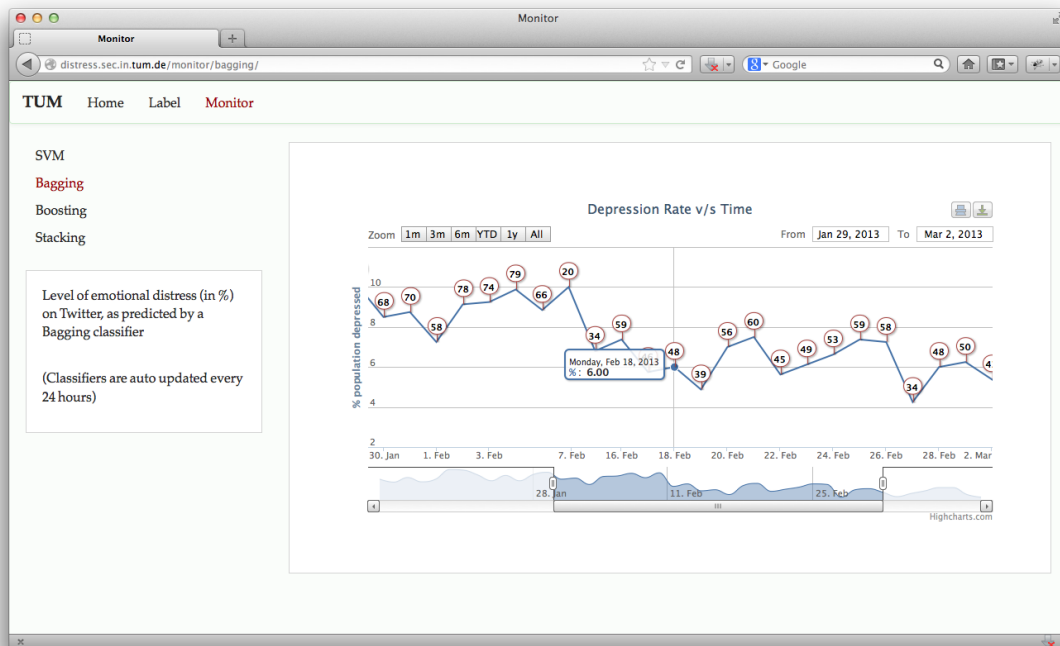 Monitor
Monitor
distress.sec.in.tum.de/monitor/bagging/
Google
TUM Home Label Monitor
SVM
Bagging
Boosting
Stacking
Level of emotional distress (in %)
on Twitter, as predicted by a
Bagging classifier
(Classifiers are auto updated every
24 hours)
Depression Rate v/s Time
Zoom 1m 3m 6m YTD 1y All
From Jan 29, 2013 To Mar 2, 2013
% population depressed
10
8
6
4
2
68 70 58 78 74 79 66 20 34 59 48 39 56 60 45 49 53 59 58 34 48 50
Monday, Feb 18, 2013
% : 6.00
30. Jan 1. Feb 3. Feb 7. Feb 16. Feb 18. Feb 20. Feb 22. Feb 24. Feb 26. Feb 28. Feb 2. Mar
28. Jan 11. Feb 25. Feb
Highcharts.com